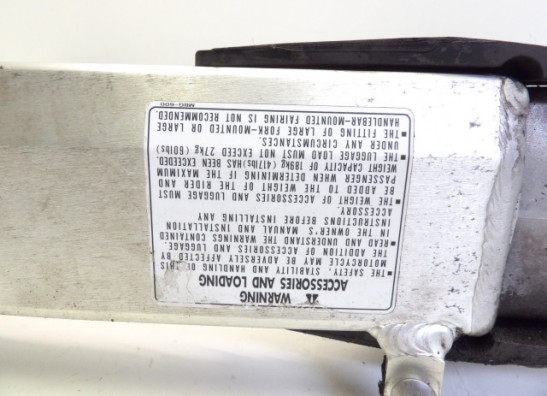 ACCESSORIES AND LOADING
⚠ WARNING
■ THE SAFETY, STABILITY AND HANDLING OF THIS
MOTORCYCLE MAY BE ADVERSELY AFFECTED BY
THE ADDITION OF ACCESSORIES AND LUGGAGE.
■ READ AND UNDERSTAND THE WARNINGS CONTAINED
IN THE OWNER'S MANUAL AND INSTALLATION
INSTRUCTIONS BEFORE INSTALLING ANY
ACCESSORY.
■ THE WEIGHT OF ACCESSORIES AND LUGGAGE MUST
BE ADDED TO THE WEIGHT OF THE RIDER AND
PASSENGER WHEN DETERMINING IF THE MAXIMUM
WEIGHT CAPACITY OF 189kg (417lbs) HAS BEEN EXCEEDED.
■ THE LUGGAGE LOAD MUST NOT EXCEED 27kg (60lbs)
UNDER ANY CIRCUMSTANCES.
■ THE FITTING OF LARGE FORK-MOUNTED OR LARGE
HANDLEBAR-MOUNTED FAIRING IS NOT RECOMMENDED.